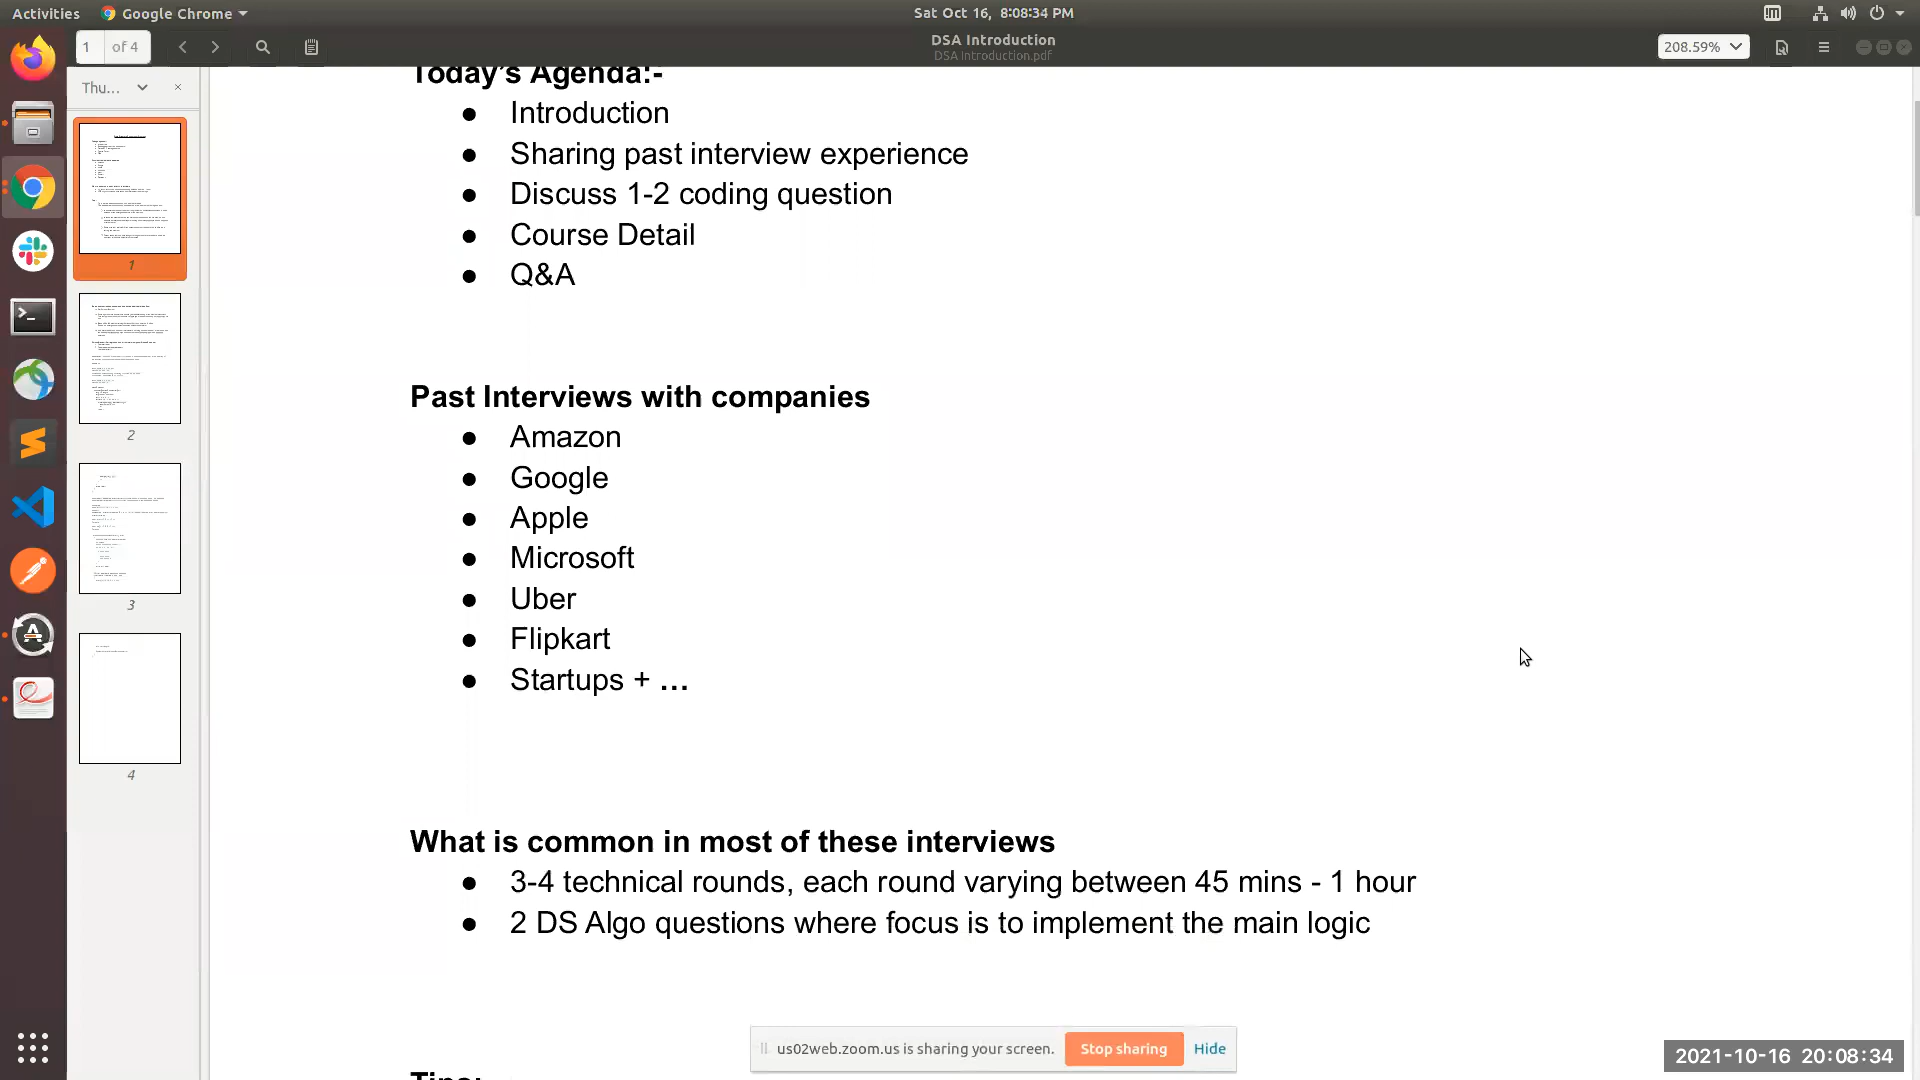 Activities Google Chrome Sat Oct 16, 8:08:34 PM
1 of 4 DSA Introduction 208.59%
DSA Introduction.pdf
Thu...
1
2
3
4
Today's Agenda:-
● Introduction
● Sharing past interview experience
● Discuss 1-2 coding question
● Course Detail
● Q&A
Past Interviews with companies
● Amazon
● Google
● Apple
● Microsoft
● Uber
● Flipkart
● Startups + ...
What is common in most of these interviews
● 3-4 technical rounds, each round varying between 45 mins - 1 hour
● 2 DS Algo questions where focus is to implement the main logic
us02web.zoom.us is sharing your screen. Stop sharing Hide
2021-10-16 20:08:34
Tips: